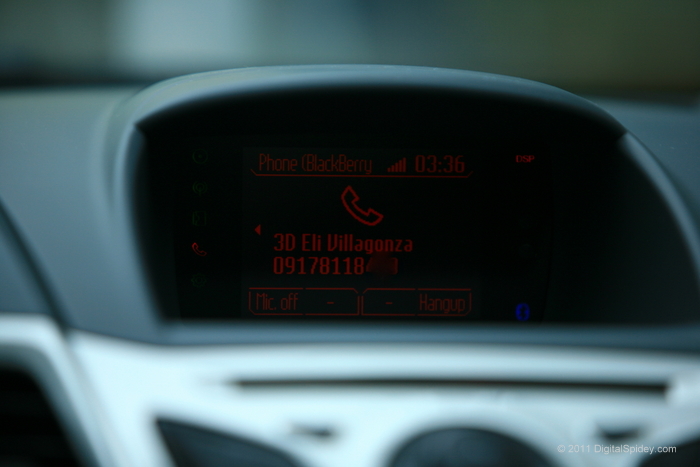 Phone (BlackBerry 03:36
DSP
3D Eli Villagonza
09178118
Mic off - - Hangup
© 2011 DigitalSpidey.com